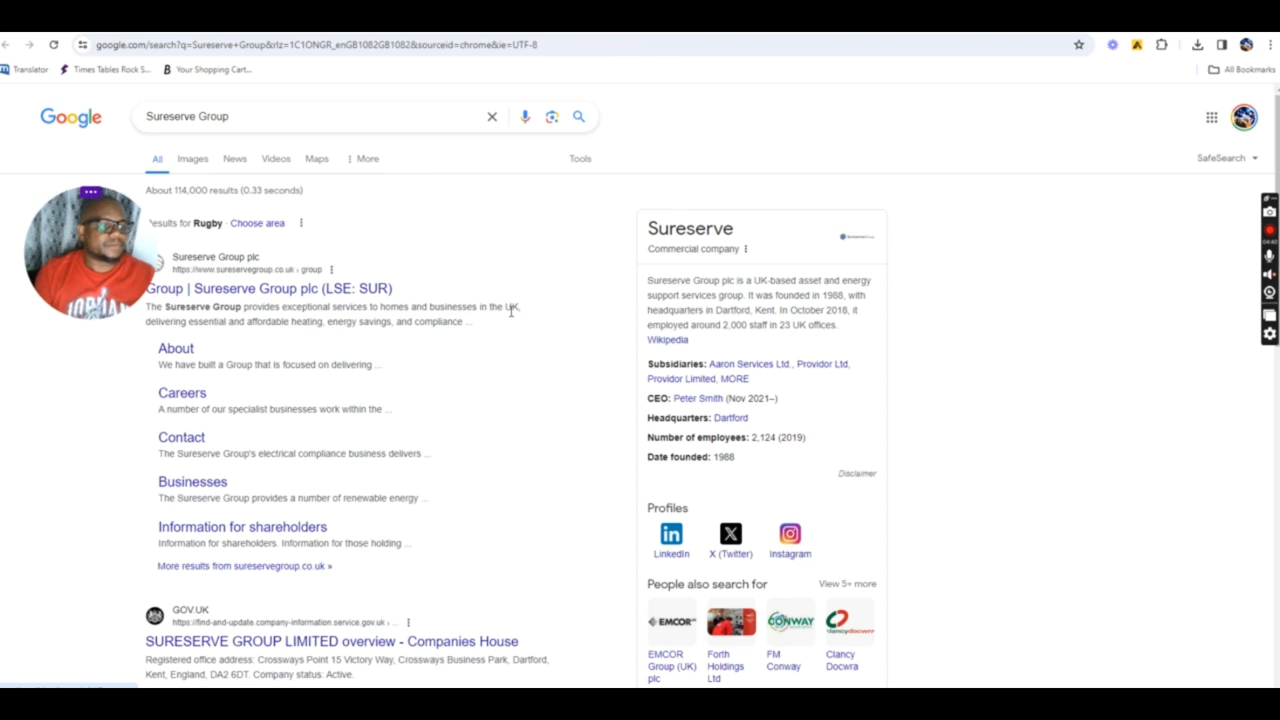 google.com/search?q=Sureserve+Group&rlz=1C1ONGR_enGB1082GB1082&sourceid=chrome&ie=UTF-8
Translator
Times Tables Rock S...
Your Shopping Cart...
All Bookmarks
Google
Sureserve Group
All
Images
News
Videos
Maps
More
Tools
SafeSearch
About 114,000 results (0.33 seconds)
esults for Rugby · Choose area
Sureserve Group plc
https://www.sureservegroup.co.uk › group
Group | Sureserve Group plc (LSE: SUR)
The Sureserve Group provides exceptional services to homes and businesses in the UK,
delivering essential and affordable heating, energy savings, and compliance ...
About
We have built a Group that is focused on delivering ...
Careers
A number of our specialist businesses work within the ...
Contact
The Sureserve Group's electrical compliance business delivers ...
Businesses
The Sureserve Group provides a number of renewable energy ...
Information for shareholders
Information for shareholders. Information for those holding ...
More results from sureservegroup.co.uk »
GOV.UK
https://find-and-update.company-information.service.gov.uk › ...
SURESERVE GROUP LIMITED overview - Companies House
Registered office address: Crossways Point 15 Victory Way, Crossways Business Park, Dartford,
Kent, England, DA2 6DT. Company status: Active.
Sureserve
Commercial company
Sureserve Group plc is a UK-based asset and energy
support services group. It was founded in 1988, with
headquarters in Dartford, Kent. In October 2018, it
employed around 2,000 staff in 23 UK offices.
Wikipedia
Subsidiaries: Aaron Services Ltd., Providor Ltd,
Providor Limited, MORE
CEO: Peter Smith (Nov 2021–)
Headquarters: Dartford
Number of employees: 2,124 (2019)
Date founded: 1988
Disclaimer
Profiles
LinkedIn
X (Twitter)
Instagram
People also search for
View 5+ more
EMCOR
CONWAY
clancydocwra
EMCOR Group (UK) plc
Forth Holdings Ltd
FM Conway
Clancy Docwra